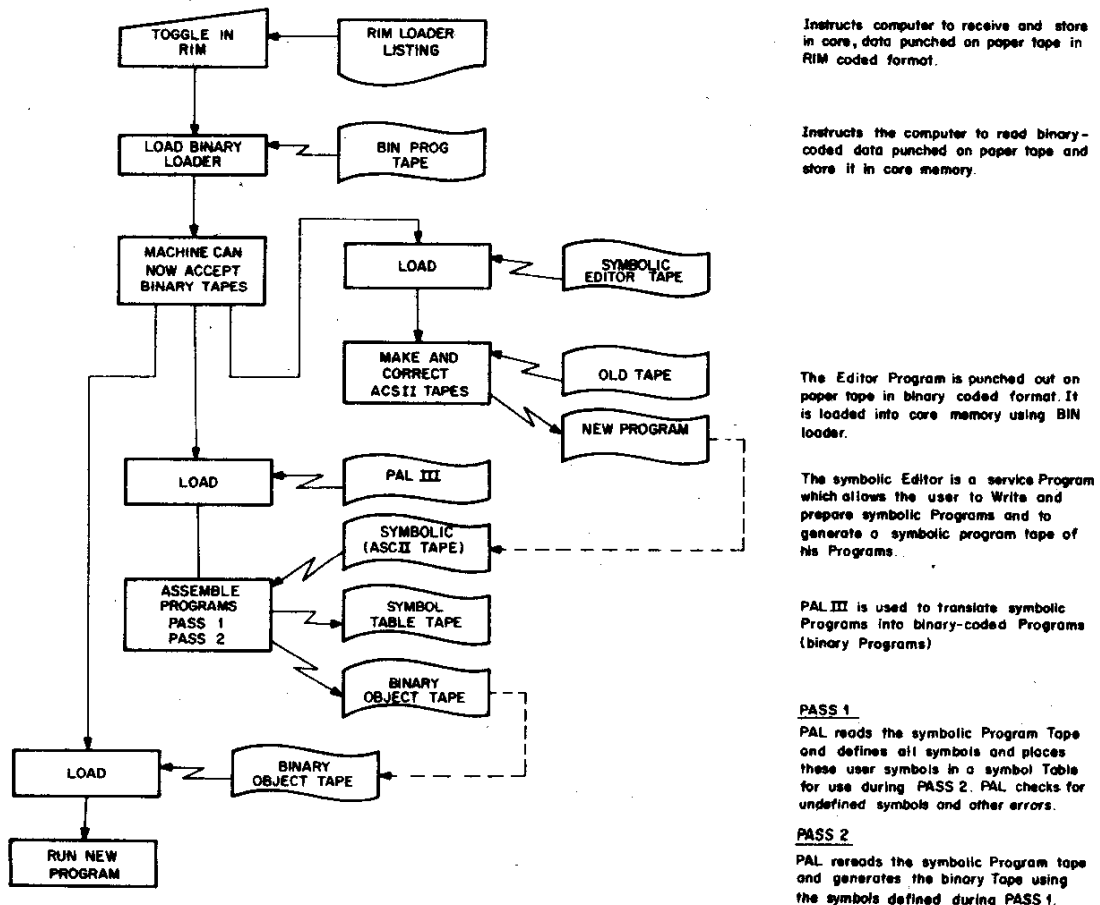 TOGGLE IN
RIM
RIM LOADER
LISTING
LOAD BINARY
LOADER
BIN PROG
TAPE
MACHINE CAN
NOW ACCEPT
BINARY TAPES
LOAD
SYMBOLIC
EDITOR TAPE
MAKE AND
CORRECT
ACSII TAPES
OLD TAPE
NEW PROGRAM
LOAD
PAL III
SYMBOLIC
(ASCII TAPE)
ASSEMBLE
PROGRAMS
PASS 1
PASS 2
SYMBOL
TABLE TAPE
BINARY
OBJECT TAPE
LOAD
BINARY
OBJECT TAPE
RUN NEW
PROGRAM
Instructs computer to receive and store
in core, data punched on paper tape in
RIM coded format.
Instructs the computer to read binary-
coded data punched on paper tape and
store it in core memory.
The Editor Program is punched out on
paper tape in binary coded format. It
is loaded into core memory using BIN
loader.
The symbolic Editor is a service Program
which allows the user to Write and
prepare symbolic Programs and to
generate a symbolic program tape of
his Programs.
PAL III is used to translate symbolic
Programs into binary-coded Programs
(binary Programs)
PASS 1
PAL reads the symbolic Program Tape
and defines all symbols and places
these user symbols in a symbol Table
for use during PASS 2. PAL checks for
undefined symbols and other errors.
PASS 2
PAL rereads the symbolic Program tape
and generates the binary Tape using
the symbols defined during PASS 1.